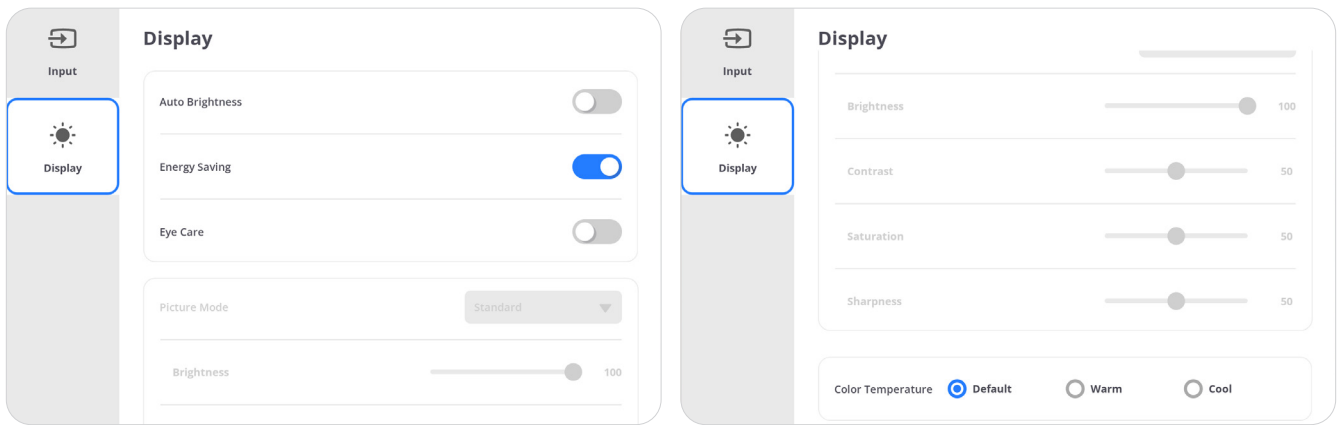 Input
Display
Display
Auto Brightness
Energy Saving
Eye Care
Picture Mode Standard
Brightness 100
Input
Display
Display
Brightness 100
Contrast 50
Saturation 50
Sharpness 50
Color Temperature Default Warm Cool